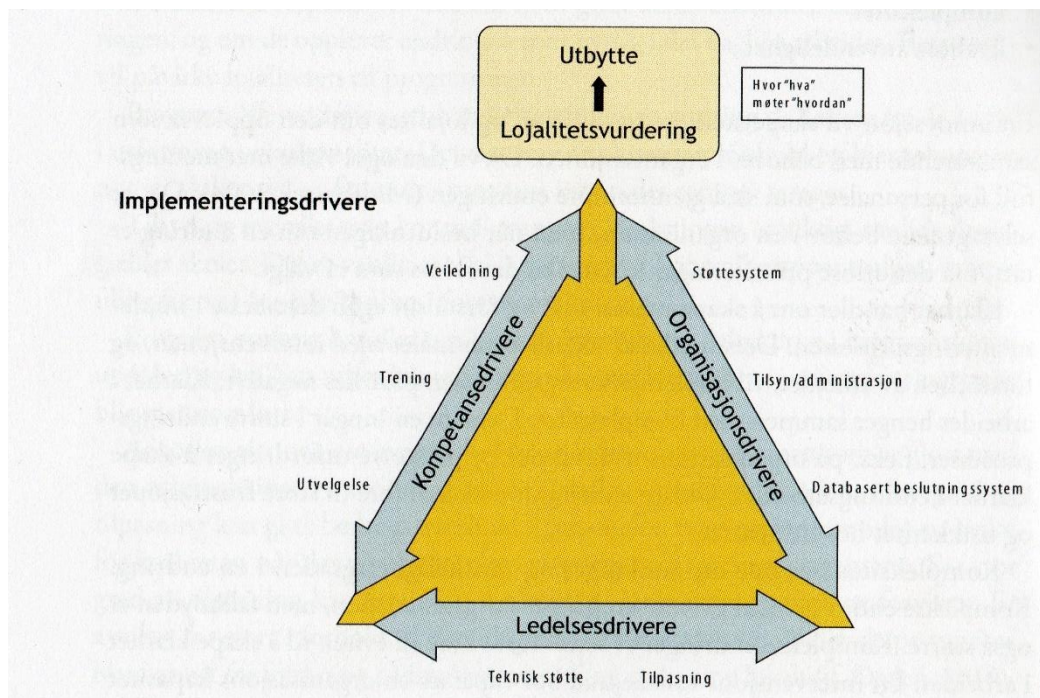 Utbytte
Lojalitetsvurdering
Hvor "hva"
møter "hvordan"
Implementeringsdrivere
Veiledning
Støttesystem
Kompetansedrivere
Organisasjonsdrivere
Trening
Tilsyn/administrasjon
Utvelgelse
Databasert beslutningssystem
Ledelsesdrivere
Teknisk støtte
Tilpasning